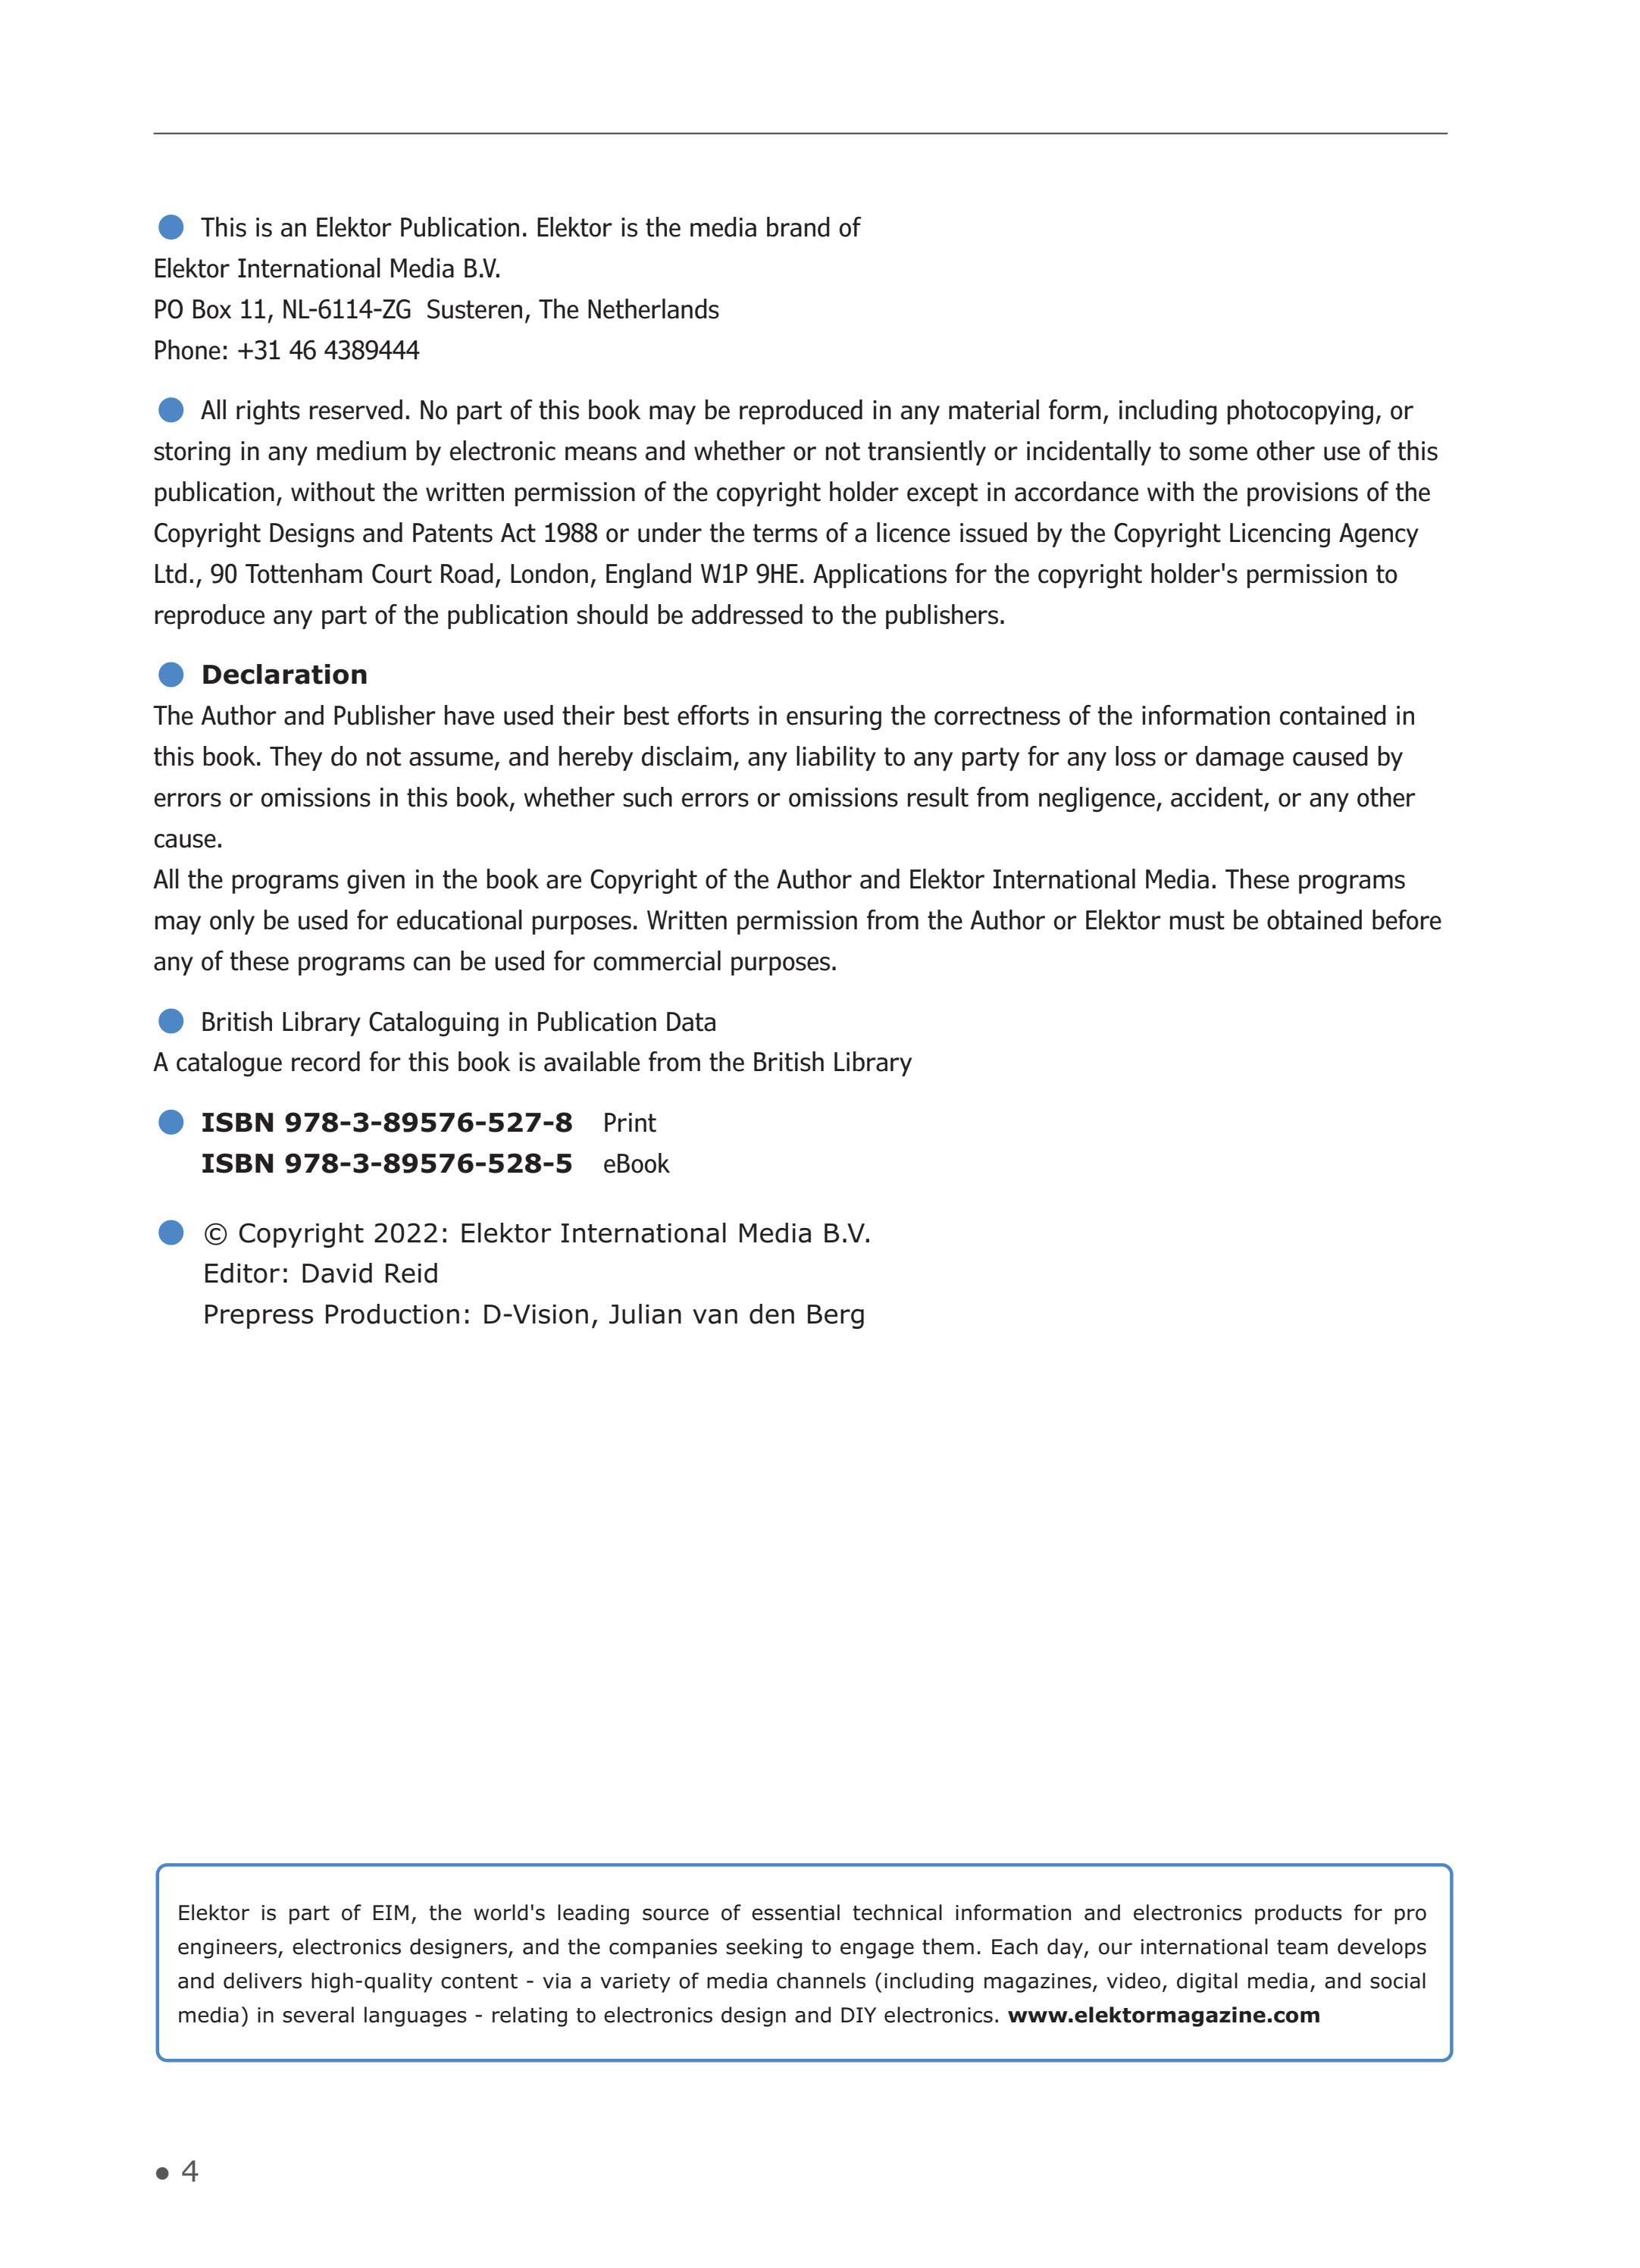 This is an Elektor Publication. Elektor is the media brand of
Elektor International Media B.V.
PO Box 11, NL-6114-ZG  Susteren, The Netherlands
Phone: +31 46 4389444
All rights reserved. No part of this book may be reproduced in any material form, including photocopying, or
storing in any medium by electronic means and whether or not transiently or incidentally to some other use of this
publication, without the written permission of the copyright holder except in accordance with the provisions of the
Copyright Designs and Patents Act 1988 or under the terms of a licence issued by the Copyright Licencing Agency
Ltd., 90 Tottenham Court Road, London, England W1P 9HE. Applications for the copyright holder's permission to
reproduce any part of the publication should be addressed to the publishers.
Declaration
The Author and Publisher have used their best efforts in ensuring the correctness of the information contained in
this book. They do not assume, and hereby disclaim, any liability to any party for any loss or damage caused by
errors or omissions in this book, whether such errors or omissions result from negligence, accident, or any other
cause.
All the programs given in the book are Copyright of the Author and Elektor International Media. These programs
may only be used for educational purposes. Written permission from the Author or Elektor must be obtained before
any of these programs can be used for commercial purposes.
British Library Cataloguing in Publication Data
A catalogue record for this book is available from the British Library
ISBN 978-3-89576-527-8 Print
ISBN 978-3-89576-528-5 eBook
© Copyright 2022: Elektor International Media B.V.
Editor: David Reid
Prepress Production: D-Vision, Julian van den Berg
Elektor is part of EIM, the world's leading source of essential technical information and electronics products for pro
engineers, electronics designers, and the companies seeking to engage them. Each day, our international team develops
and delivers high-quality content - via a variety of media channels (including magazines, video, digital media, and social
media) in several languages - relating to electronics design and DIY electronics. www.elektormagazine.com
● 4